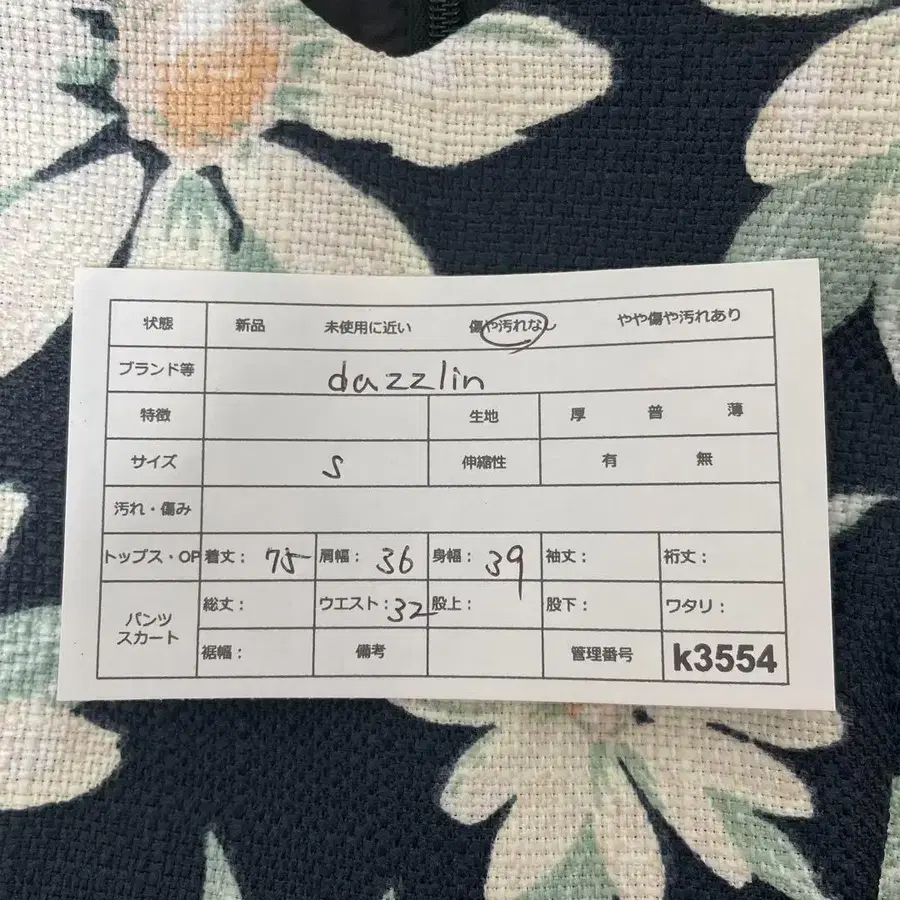 状態 新品 未使用に近い 傷や汚れなし やや傷や汚れあり
ブランド等 dazzlin
特徴 生地 厚 普 薄
サイズ S 伸縮性 有 無
汚れ・傷み
トップス・OP 着丈： 75 肩幅： 36 身幅： 39 袖丈： 裄丈：
パンツ
スカート
総丈： ウエスト：32 股上： 股下： ワタリ：
裾幅： 備考 管理番号 k3554